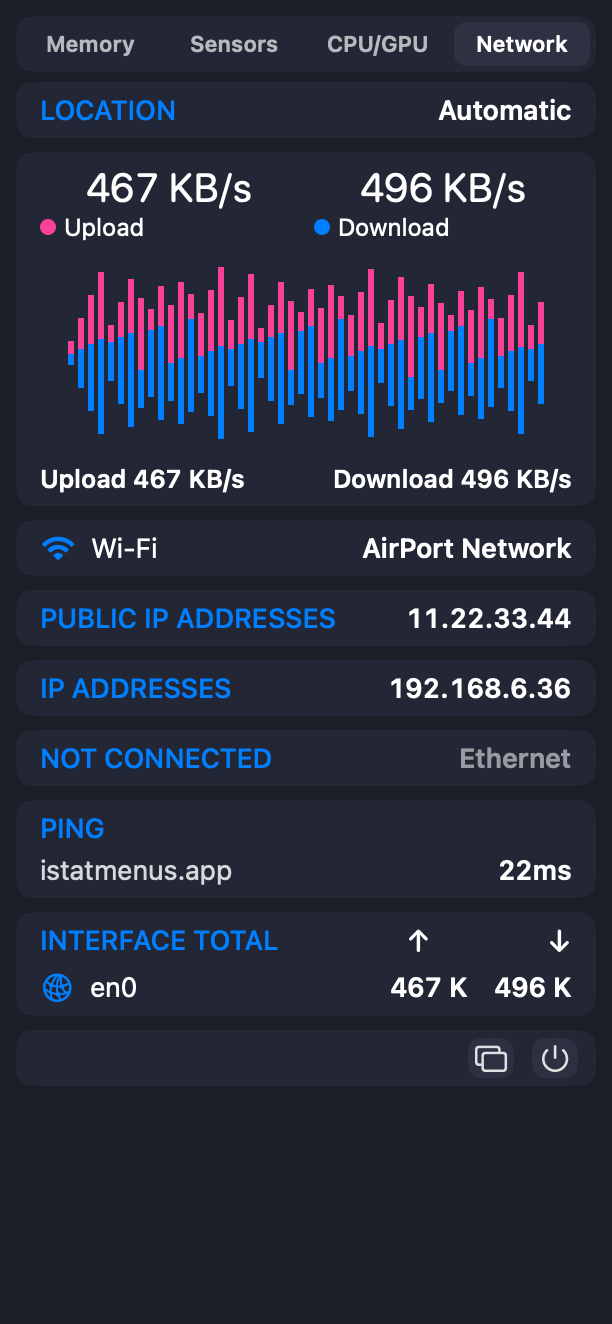 Memory Sensors CPU/GPU Network
LOCATION Automatic
467 KB/s 496 KB/s
Upload Download
Upload 467 KB/s Download 496 KB/s
Wi-Fi AirPort Network
PUBLIC IP ADDRESSES 11.22.33.44
IP ADDRESSES 192.168.6.36
NOT CONNECTED Ethernet
PING
istatmenus.app 22ms
INTERFACE TOTAL ↑ ↓
en0 467 K 496 K